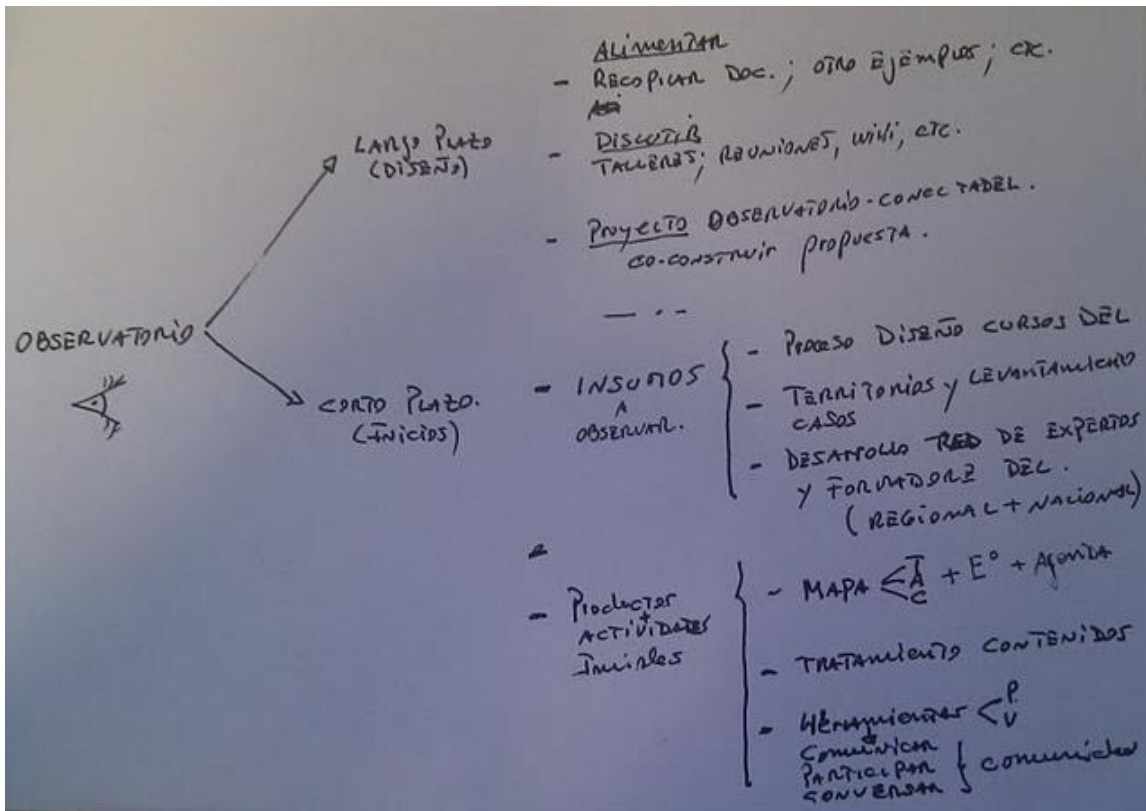 ALIMENTAR
- RECOPILAR DOC.; OTRO EJEMPLOS; ETC.
- DISCUTIR
TALLERES; REUNIONES, WIKI, ETC.
- PROYECTO OBSERVATORIO-CONECTADEL.
CO-CONSTRUIR PROPUESTA.
OBSERVATORIO
LARGO PLAZO
(DISEÑO)
CORTO PLAZO.
(INICIOS)
- INSUMOS
A
OBSERVAR.
- PROCESO DISEÑO CURSOS DEL
- TERRITORIOS Y LEVANTAMIENTO
CASOS
- DESARROLLO RED DE EXPERTOS
Y FORMADORE DEL.
(REGIONAL + NACIONAL)
- Productos
+
ACTIVIDADES
Iniciales
- MAPA < T A C + E° + Agenda
- TRATAMIENTO CONTENIDOS
- HERRAMIENTAS < P. V
COMUNICAR
PARTICIPAR
CONVERSAR } comunidad